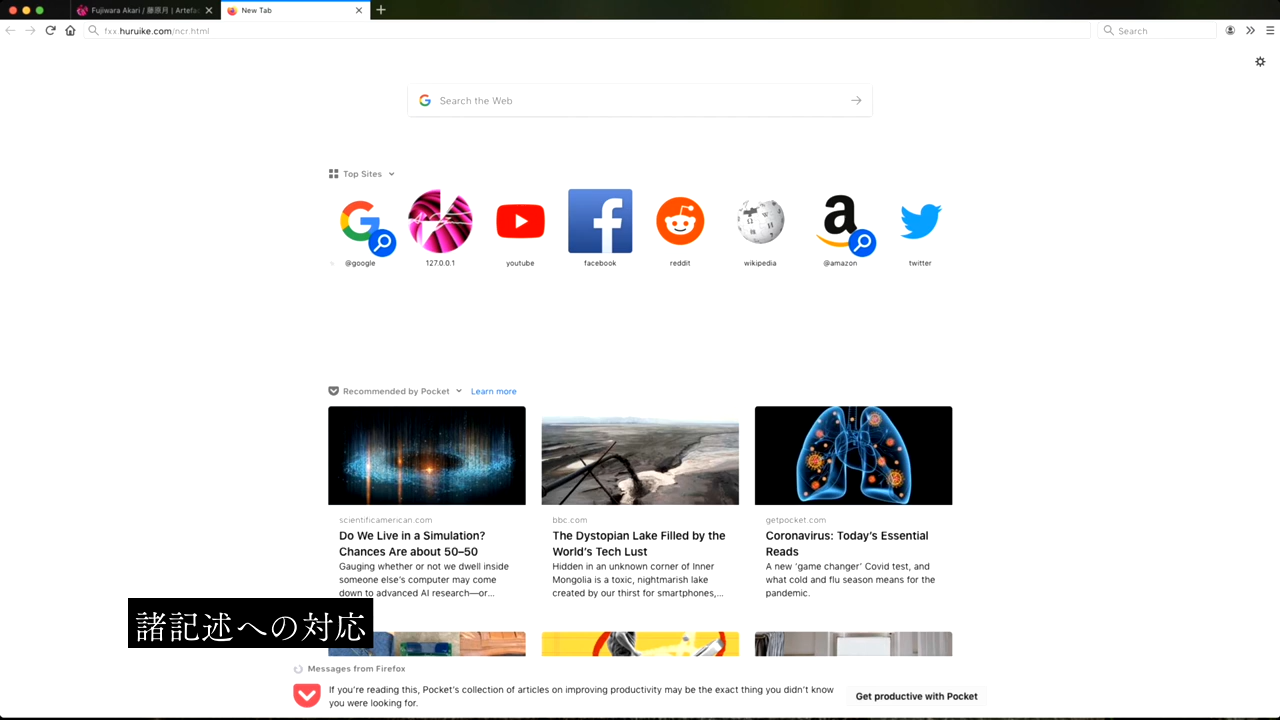 Fujiwara Akari / 藤原月 | Artefac
New Tab
fxx huruike.com/ncr.html
Search
Search the Web
Top Sites
@google
127.0.0.1
youtube
facebook
reddit
wikipedia
@amazon
twitter
Recommended by Pocket
Learn more
scientificamerican.com
Do We Live in a Simulation?
Chances Are about 50–50
Gauging whether or not we dwell inside
someone else's computer may come
down to advanced AI research—or...
bbc.com
The Dystopian Lake Filled by the
World's Tech Lust
Hidden in an unknown corner of Inner
Mongolia is a toxic, nightmarish lake
created by our thirst for smartphones,...
getpocket.com
Coronavirus: Today's Essential
Reads
A new 'game changer' Covid test, and
what cold and flu season means for the
pandemic.
諸記述への対応
Messages from Firefox
If you're reading this, Pocket's collection of articles on improving productivity may be the exact thing you didn't know
you were looking for.
Get productive with Pocket